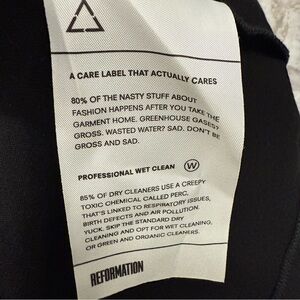 A CARE LABEL THAT ACTUALLY CARES
80% OF THE NASTY STUFF ABOUT
FASHION HAPPENS AFTER YOU TAKE THE
GARMENT HOME. GREENHOUSE GASES?
GROSS. WASTED WATER? SAD. DON'T BE
GROSS AND SAD.
PROFESSIONAL WET CLEAN W
85% OF DRY CLEANERS USE A CREEPY
TOXIC CHEMICAL CALLED PERC,
THAT'S LINKED TO RESPIRATORY ISSUES,
BIRTH DEFECTS AND AIR POLLUTION.
YUCK. SKIP THE STANDARD DRY
CLEANING AND OPT FOR WET CLEANING,
OR GREEN AND ORGANIC CLEANERS.
REFORMATION